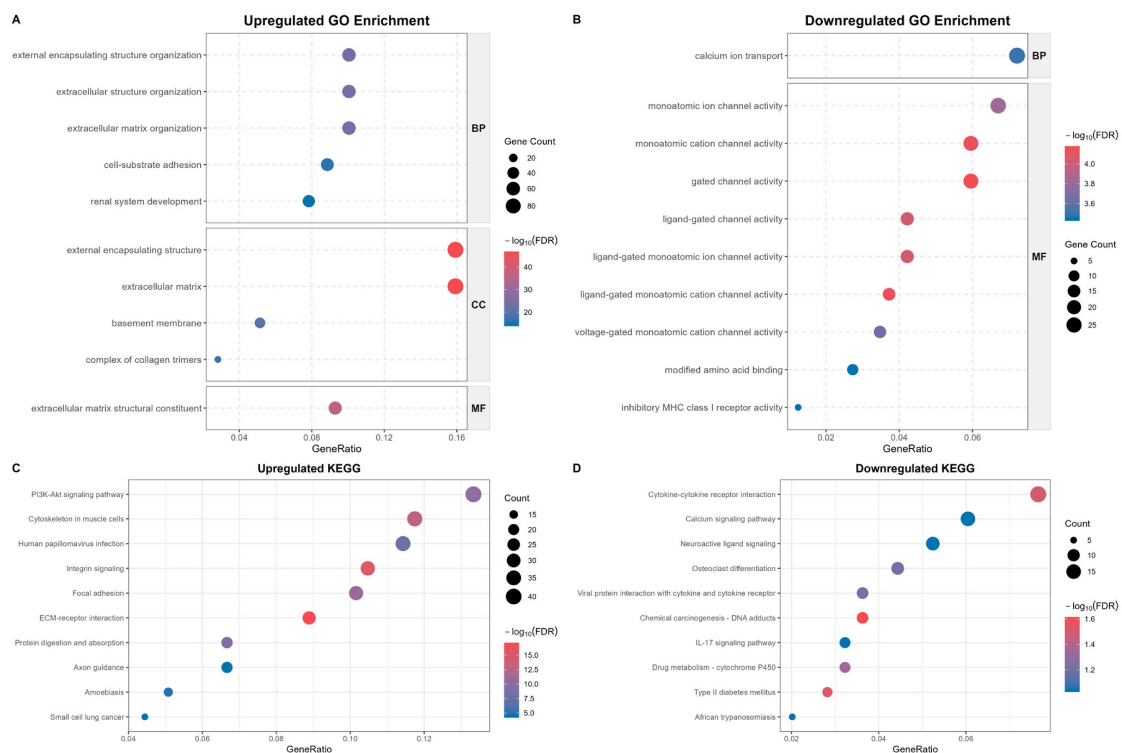 A
Upregulated GO Enrichment
external encapsulating structure organization
extracellular structure organization
extracellular matrix organization
cell-substrate adhesion
renal system development
BP
external encapsulating structure
extracellular matrix
basement membrane
complex of collagen trimers
CC
extracellular matrix structural constituent
MF
0.04 0.08 0.12 0.16
GeneRatio
Gene Count
20
40
60
80
−log10(FDR)
40
30
20
B
Downregulated GO Enrichment
calcium ion transport
BP
monoatomic ion channel activity
monoatomic cation channel activity
gated channel activity
ligand-gated channel activity
ligand-gated monoatomic ion channel activity
ligand-gated monoatomic cation channel activity
voltage-gated monoatomic cation channel activity
modified amino acid binding
inhibitory MHC class I receptor activity
MF
0.02 0.04 0.06
GeneRatio
−log10(FDR)
4.0
3.8
3.6
Gene Count
5
10
15
20
25
C
Upregulated KEGG
PI3K-Akt signaling pathway
Cytoskeleton in muscle cells
Human papillomavirus infection
Integrin signaling
Focal adhesion
ECM-receptor interaction
Protein digestion and absorption
Axon guidance
Amoebiasis
Small cell lung cancer
0.04 0.06 0.08 0.10 0.12
GeneRatio
Count
15
20
25
30
35
40
−log10(FDR)
15.0
12.5
10.0
7.5
5.0
D
Downregulated KEGG
Cytokine-cytokine receptor interaction
Calcium signaling pathway
Neuroactive ligand signaling
Osteoclast differentiation
Viral protein interaction with cytokine and cytokine receptor
Chemical carcinogenesis - DNA adducts
IL-17 signaling pathway
Drug metabolism - cytochrome P450
Type II diabetes mellitus
African trypanosomiasis
0.02 0.04 0.06
GeneRatio
Count
5
10
15
−log10(FDR)
1.6
1.4
1.2